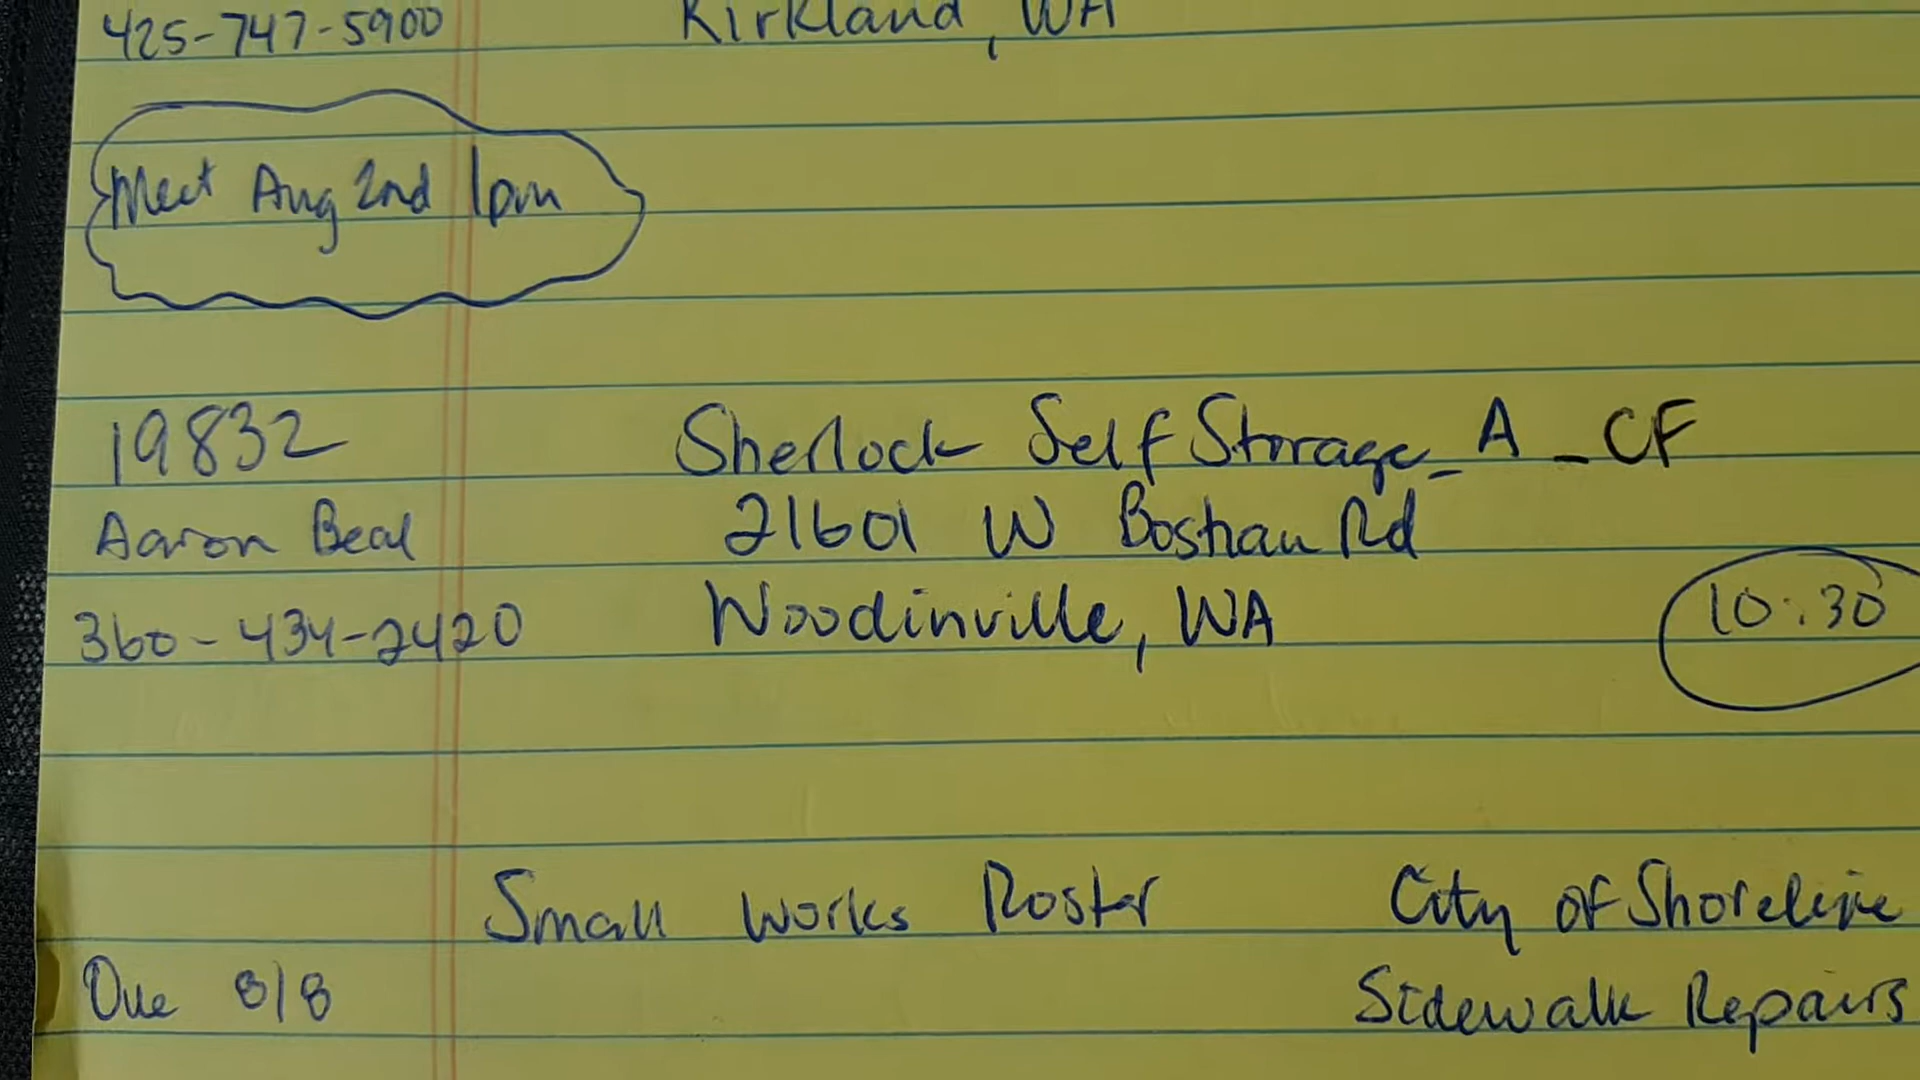 425-747-5900 Kirkland, WA
Meet Aug 2nd 1pm
19832 Sherlock Self Storage - A - CF
Aaron Beal 21601 W Bostian Rd
360-434-2420 Woodinville, WA 10:30
Small Works Roster City of Shoreline
Due 8/8 Sidewalk Repairs